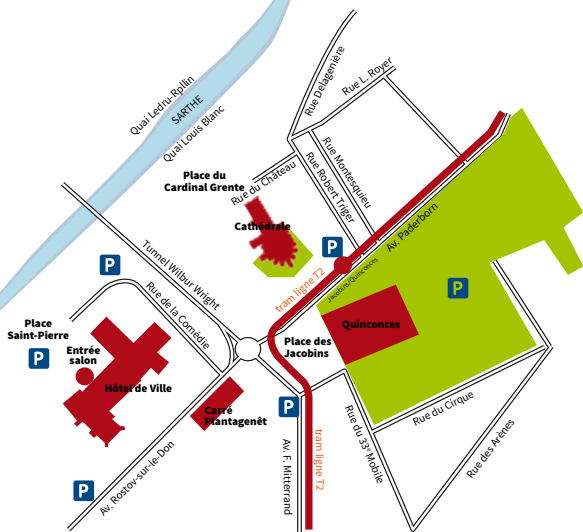 Quai Ledru-Rpllin
SARTHE
Quai Louis Blanc
Rue Delagenière
Rue L. Royer
Rue Montesquieu
Rue Robert Triger
Place du
Cardinal Grente
Rue du Château
Cathédrale
P
Av. Paderborn
Jacobins/Quinconces
tram ligne T2
P
Tunnel Wilbur Wright
Rue de la Comédie
P
Quinconces
Place
Saint-Pierre
P
Entrée
salon
Hôtel de Ville
Place des
Jacobins
P
Carré
Plantagenêt
Rue du Cirque
Rue du 33e Mobile
Rue des Arènes
Av. F. Mitterrand
tram ligne T2
Av. Rostov-sur-le-Don
P